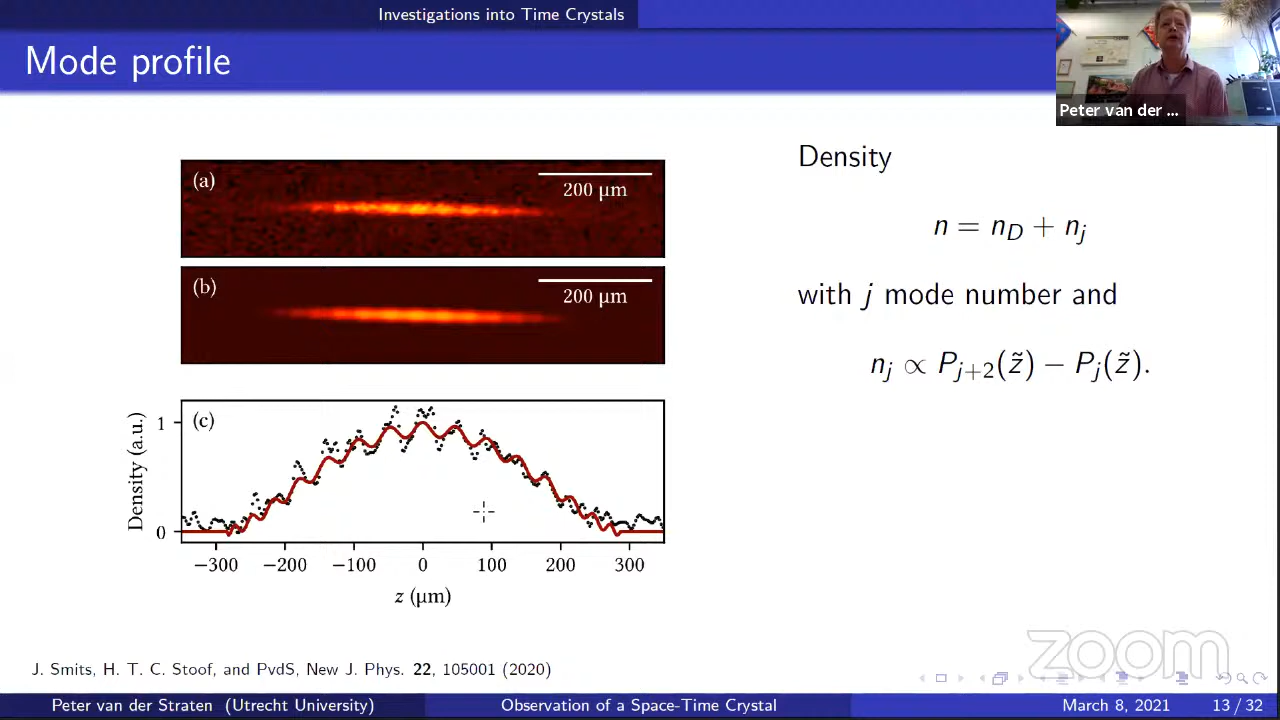 Investigations into Time Crystals
Mode profile
Peter van der ...
(a)
200 µm
(b)
200 µm
(c)
Density (a.u.)
1
0
−300 −200 −100 0 100 200 300
z (µm)
Density
n = n_D + n_j
with j mode number and
n_j ∝ P_{j+2}(z̃) − P_j(z̃).
J. Smits, H. T. C. Stoof, and PvdS, New J. Phys. 22, 105001 (2020)
zoom
Peter van der Straten (Utrecht University) Observation of a Space-Time Crystal March 8, 2021 13 / 32